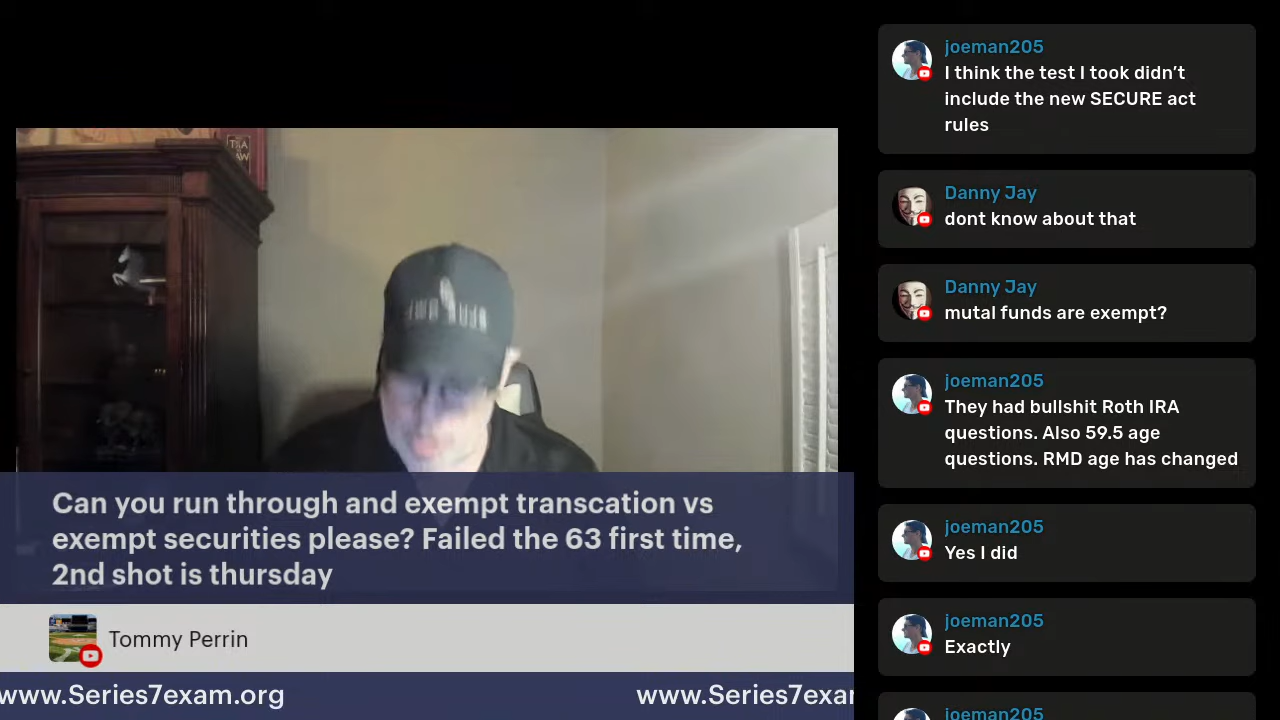 Can you run through and exempt transcation vs
exempt securities please? Failed the 63 first time,
2nd shot is thursday
Tommy Perrin
www.Series7exam.org
www.Series7exar
joeman205
I think the test I took didn’t
include the new SECURE act
rules
Danny Jay
dont know about that
Danny Jay
mutal funds are exempt?
joeman205
They had bullshit Roth IRA
questions. Also 59.5 age
questions. RMD age has changed
joeman205
Yes I did
joeman205
Exactly
joeman205